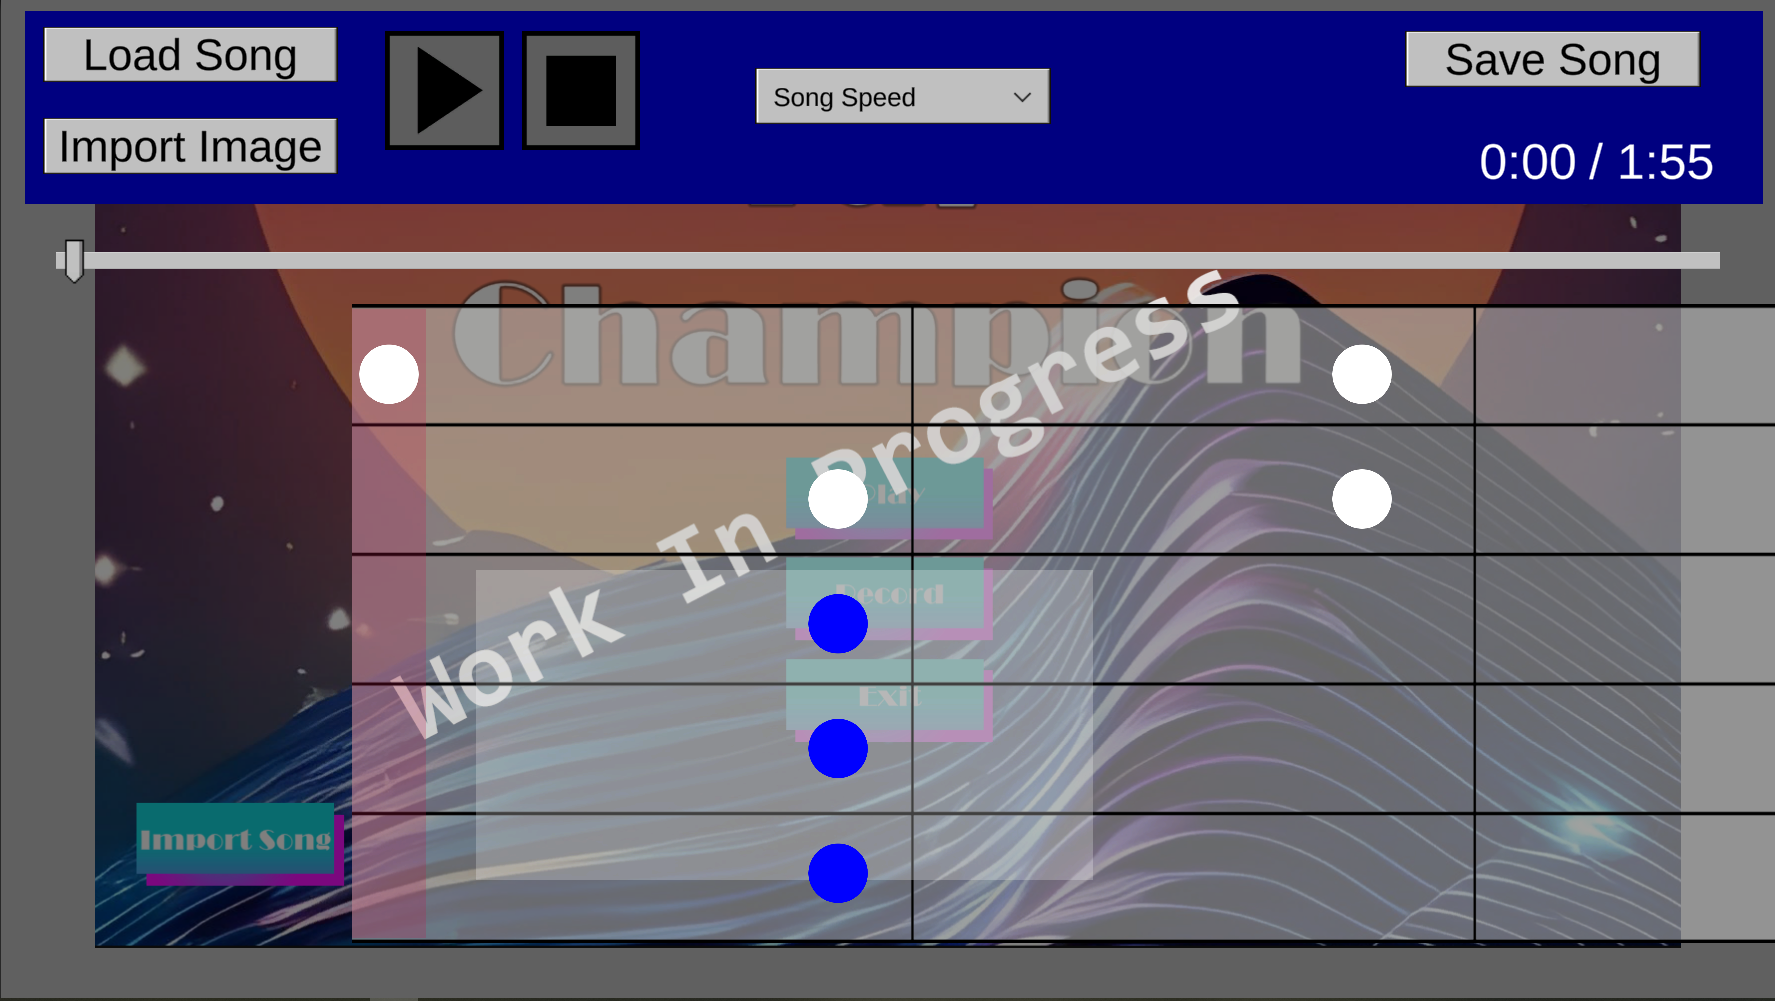 Load Song
Import Image
Song Speed
Save Song
0:00 / 1:55
Champion
Work In Progress
Play
Record
Exit
Import Song